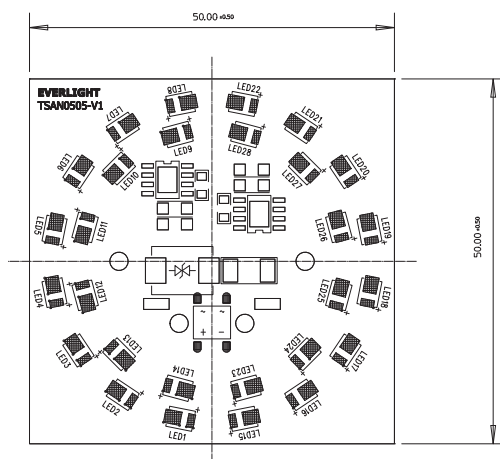 50.00 ±0.50
EVERLIGHT
TSAN0505-V1
LED8
LED22
LED7
LED21
LED9
LED28
LED6
LED10
LED27
LED20
LED5
LED11
LED26
LED19
50.00 ±0.50
LED4
LED12
LED25
LED18
~ ~
+ -
LED3
LED13
LED24
LED17
LED14
LED23
LED2
LED16
LED1
LED15